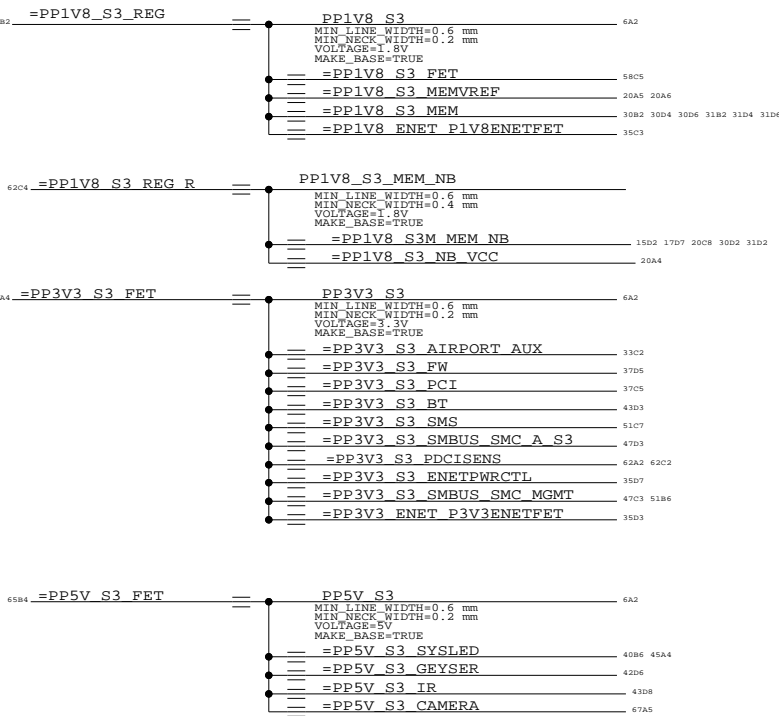 B2 =PP1V8_S3_REG PP1V8_S3 6A2
MIN_LINE_WIDTH=0.6 mm
MIN_NECK_WIDTH=0.2 mm
VOLTAGE=1.8V
MAKE_BASE=TRUE
=PP1V8_S3_FET 58C5
=PP1V8_S3_MEMVREF 20A5 20A6
=PP1V8_S3_MEM 30B2 30D4 30D6 31B2 31D4 31D6
=PP1V8_ENET_P1V8ENETFET 35C3
62C4 =PP1V8_S3_REG_R PP1V8_S3_MEM_NB
MIN_LINE_WIDTH=0.6 mm
MIN_NECK_WIDTH=0.4 mm
VOLTAGE=1.8V
MAKE_BASE=TRUE
=PP1V8_S3M_MEM_NB 15D2 17D7 20C8 30D2 31D2
=PP1V8_S3_NB_VCC 20A4
A4 =PP3V3_S3_FET PP3V3_S3 6A2
MIN_LINE_WIDTH=0.6 mm
MIN_NECK_WIDTH=0.2 mm
VOLTAGE=3.3V
MAKE_BASE=TRUE
=PP3V3_S3_AIRPORT_AUX 33C2
=PP3V3_S3_FW 37D5
=PP3V3_S3_PCI 37C5
=PP3V3_S3_BT 43D3
=PP3V3_S3_SMS 51C7
=PP3V3_S3_SMBUS_SMC_A_S3 47D3
=PP3V3_S3_PDCISENS 62A2 62C2
=PP3V3_S3_ENETPWRCTL 35D7
=PP3V3_S3_SMBUS_SMC_MGMT 47C3 51B6
=PP3V3_ENET_P3V3ENETFET 35D3
65B4 =PP5V_S3_FET PP5V_S3 6A2
MIN_LINE_WIDTH=0.6 mm
MIN_NECK_WIDTH=0.2 mm
VOLTAGE=5V
MAKE_BASE=TRUE
=PP5V_S3_SYSLED 40B6 45A4
=PP5V_S3_GEYSER 42D6
=PP5V_S3_IR 43D8
=PP5V_S3_CAMERA 67A5